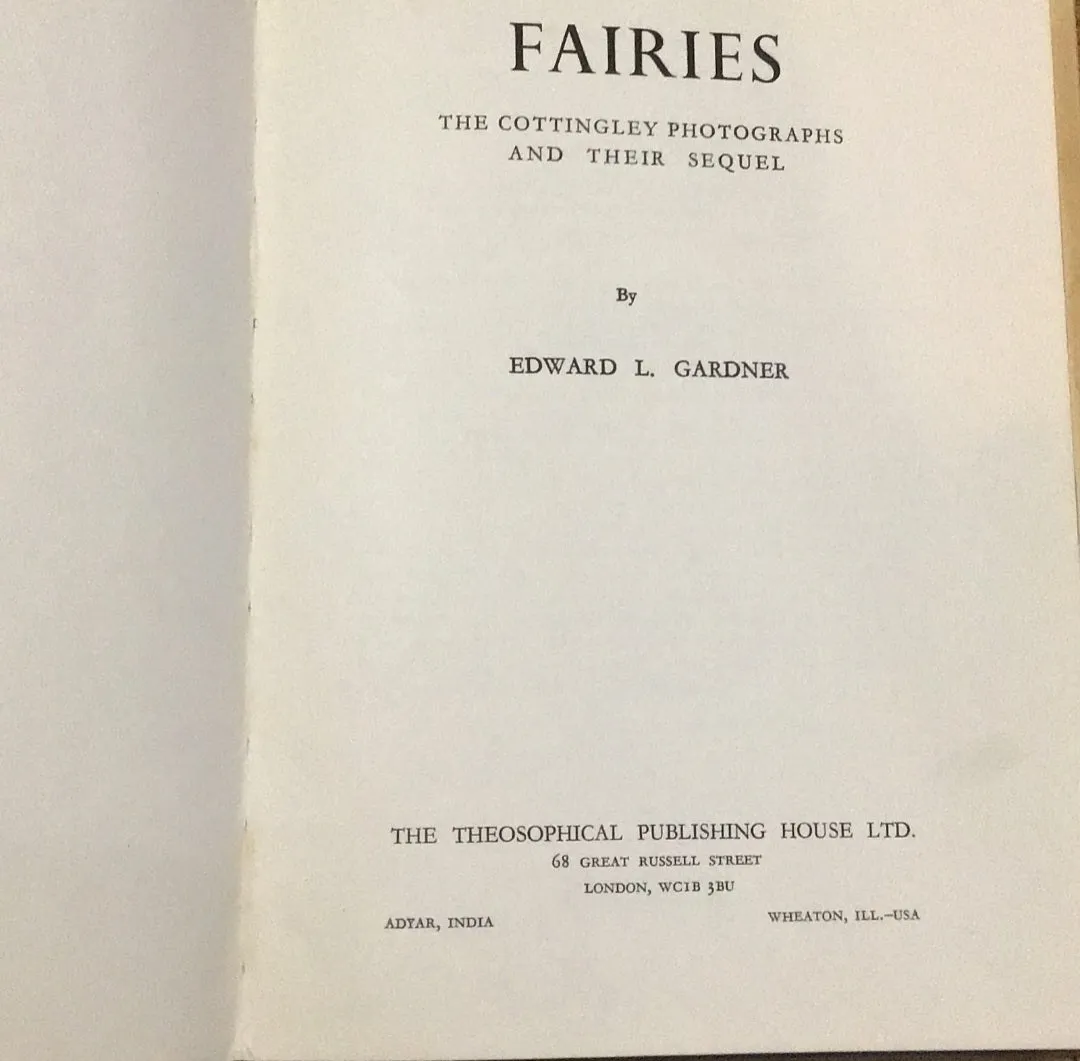 FAIRIES
THE COTTINGLEY PHOTOGRAPHS
AND THEIR SEQUEL
By
EDWARD L. GARDNER
THE THEOSOPHICAL PUBLISHING HOUSE LTD.
68 GREAT RUSSELL STREET
LONDON, WC1B 3BU
ADYAR, INDIA
WHEATON, ILL.–USA